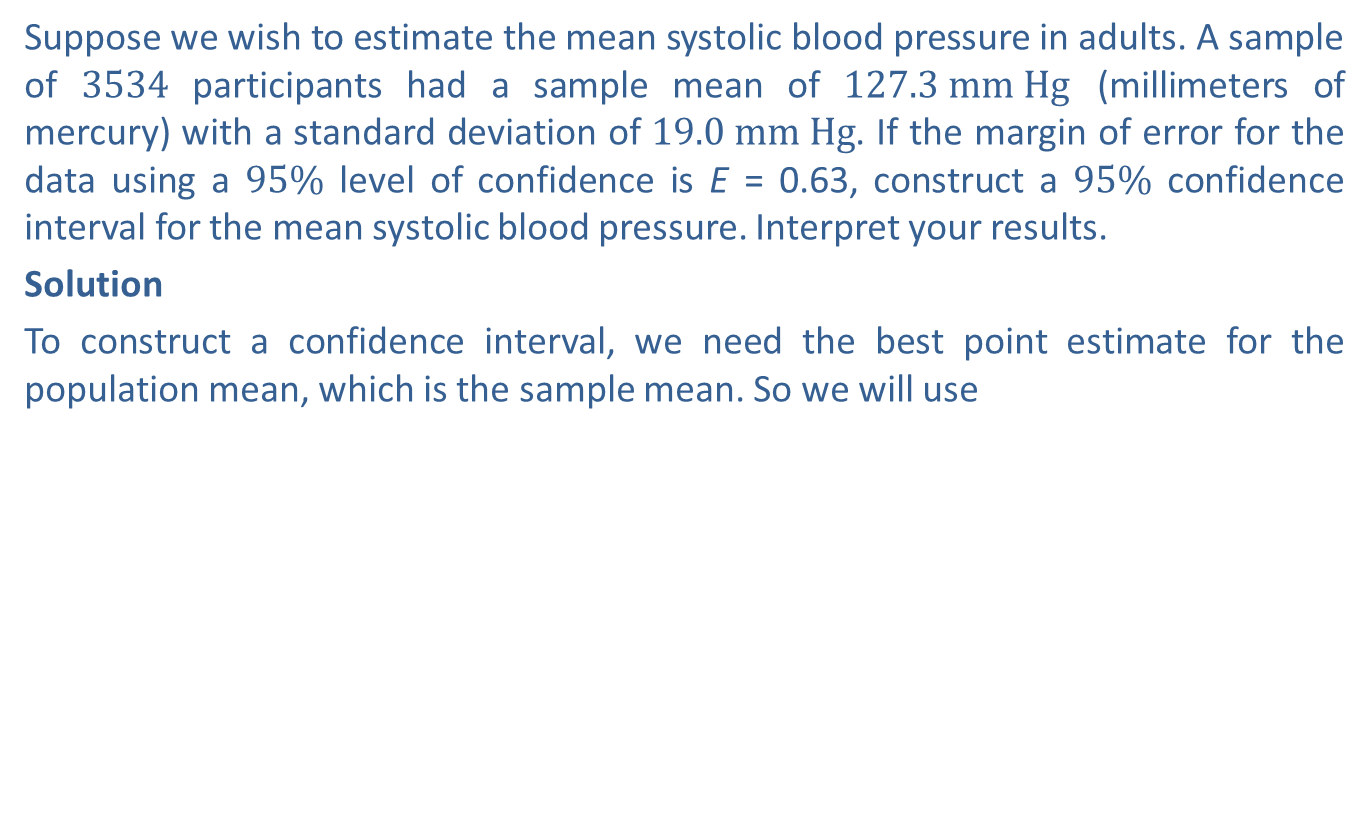 Suppose we wish to estimate the mean systolic blood pressure in adults. A sample
of 3534 participants had a sample mean of 127.3 mm Hg (millimeters of
mercury) with a standard deviation of 19.0 mm Hg. If the margin of error for the
data using a 95% level of confidence is E = 0.63, construct a 95% confidence
interval for the mean systolic blood pressure. Interpret your results.
Solution
To construct a confidence interval, we need the best point estimate for the
population mean, which is the sample mean. So we will use